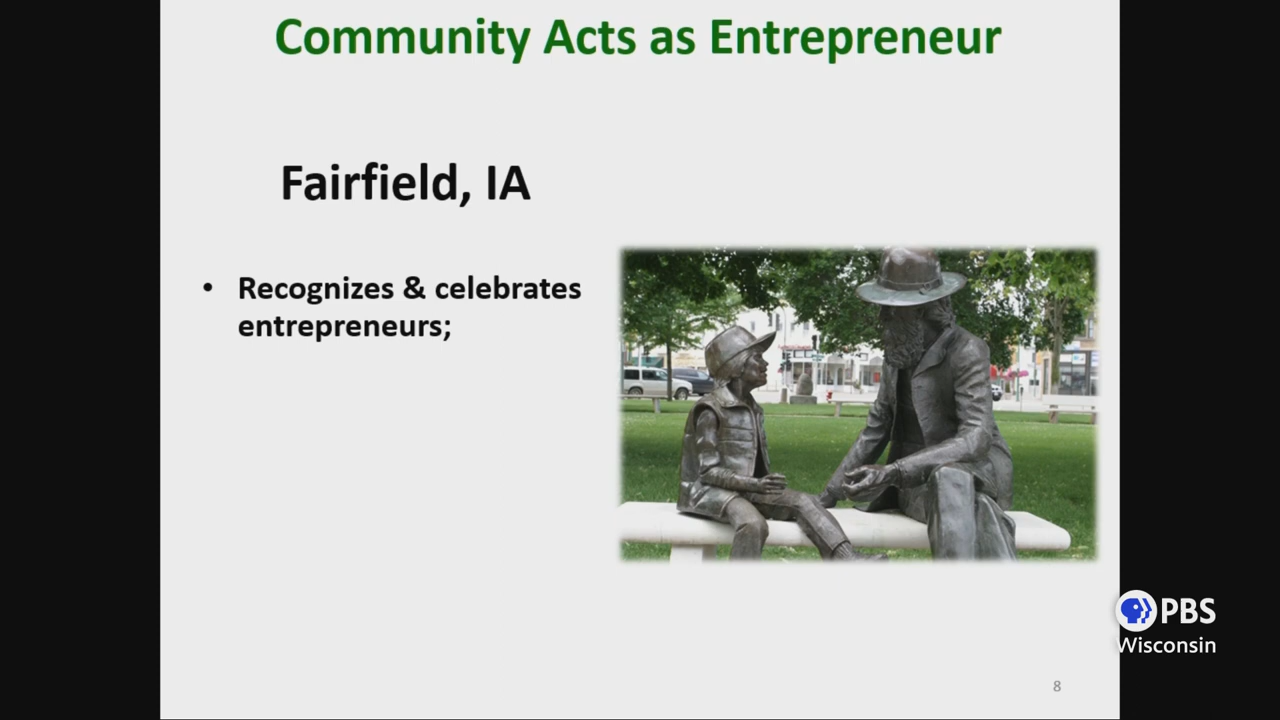 Community Acts as Entrepreneur
Fairfield, IA
• Recognizes & celebrates
entrepreneurs;
PBS
Wisconsin
8